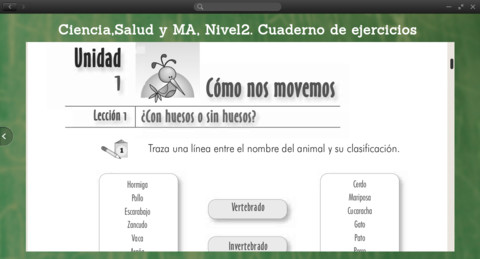 Ciencia,Salud y MA, Nivel2. Cuaderno de ejercicios
Unidad
1
Cómo nos movemos
Lección 1
¿Con huesos o sin huesos?
1
Traza una línea entre el nombre del animal y su clasificación.
Hormiga
Pollo
Escarabajo
Zancudo
Vaca
Vertebrado
Invertebrado
Cerdo
Mariposa
Cucaracha
Gato
Pato